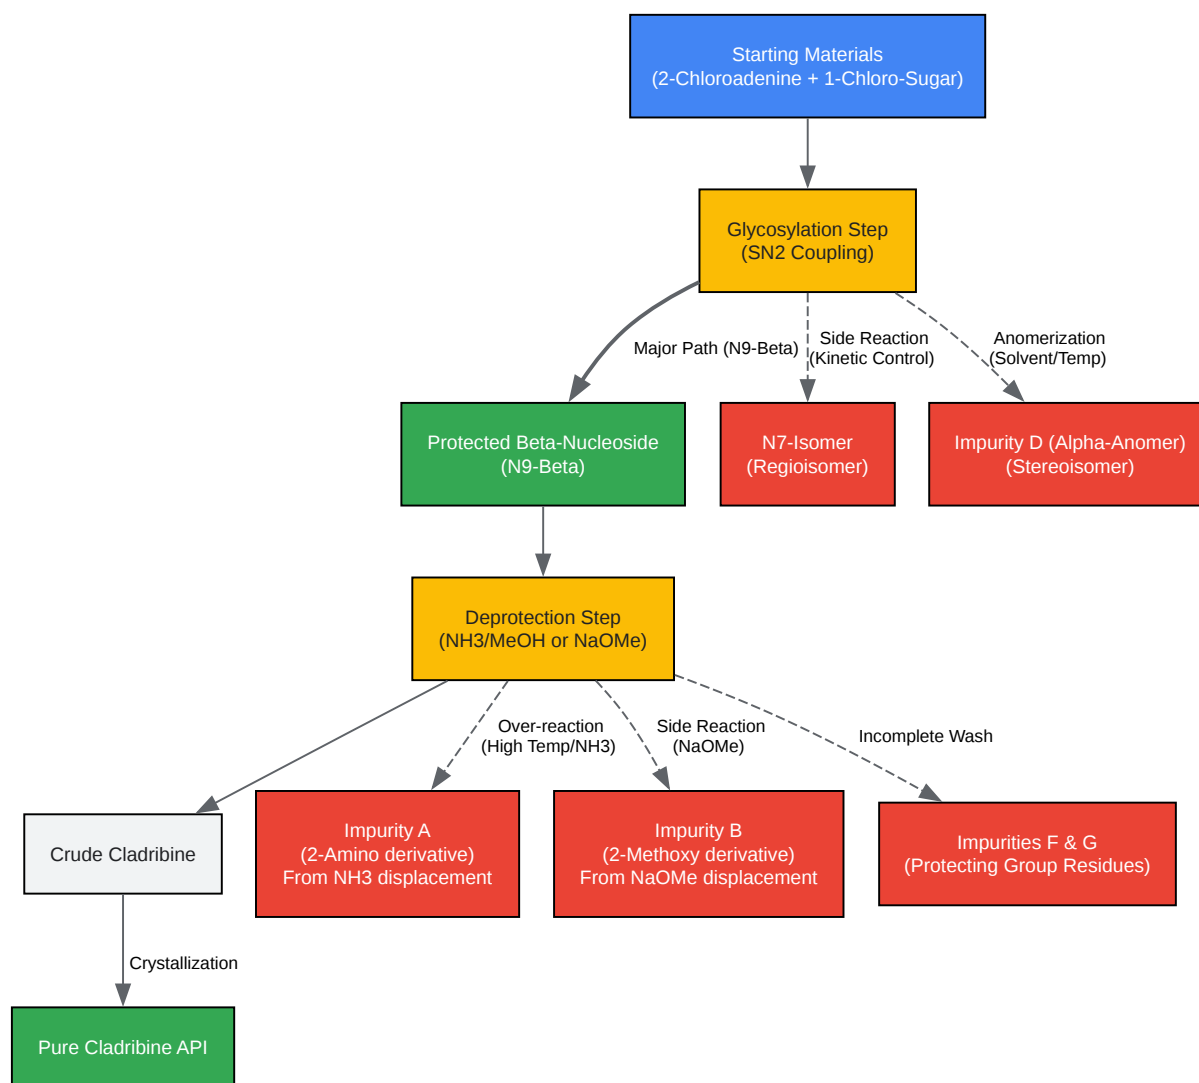 Starting Materials
(2-Chloroadenine + 1-Chloro-Sugar)
Glycosylation Step
(SN2 Coupling)
Major Path (N9-Beta)
Side Reaction
(Kinetic Control)
Anomerization
(Solvent/Temp)
Protected Beta-Nucleoside
(N9-Beta)
N7-Isomer
(Regioisomer)
Impurity D (Alpha-Anomer)
(Stereoisomer)
Deprotection Step
(NH3/MeOH or NaOMe)
Over-reaction
(High Temp/NH3)
Side Reaction
(NaOMe)
Incomplete Wash
Crude Cladribine
Impurity A
(2-Amino derivative)
From NH3 displacement
Impurity B
(2-Methoxy derivative)
From NaOMe displacement
Impurities F & G
(Protecting Group Residues)
Crystallization
Pure Cladribine API